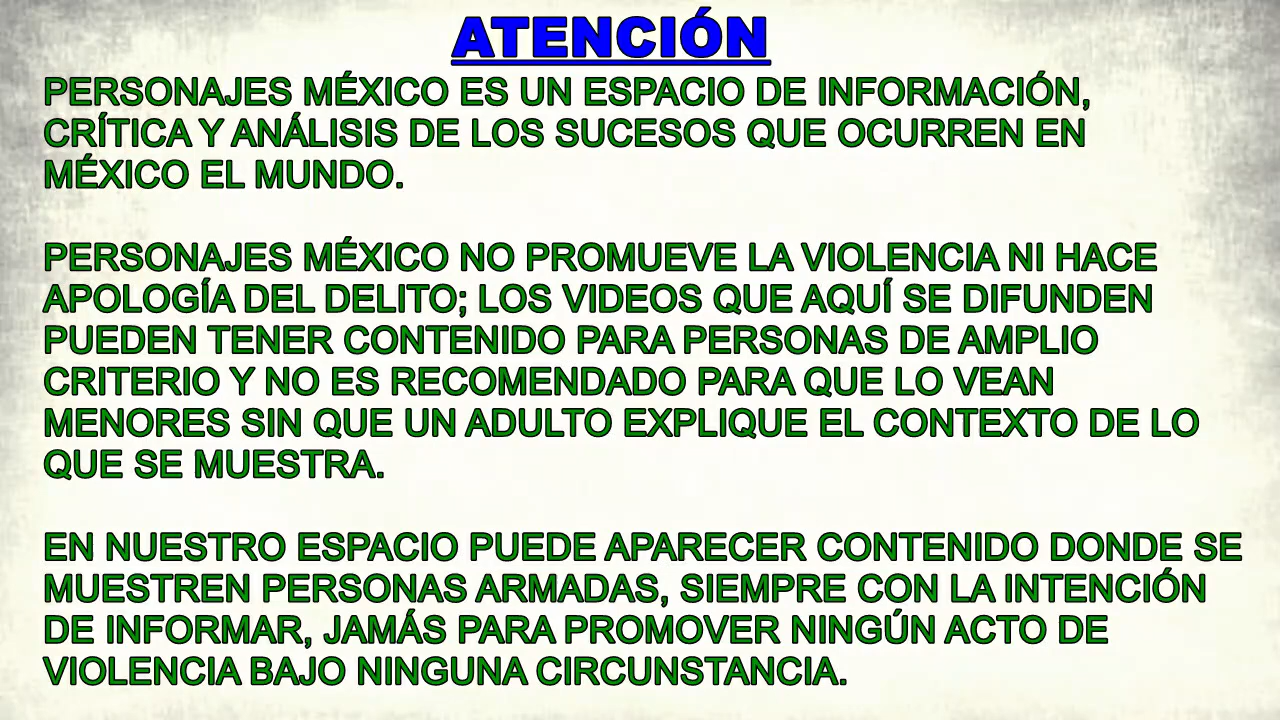 ATENCIÓN
PERSONAJES MÉXICO ES UN ESPACIO DE INFORMACIÓN,
CRÍTICA Y ANÁLISIS DE LOS SUCESOS QUE OCURREN EN
MÉXICO EL MUNDO.
PERSONAJES MÉXICO NO PROMUEVE LA VIOLENCIA NI HACE
APOLOGÍA DEL DELITO; LOS VIDEOS QUE AQUÍ SE DIFUNDEN
PUEDEN TENER CONTENIDO PARA PERSONAS DE AMPLIO
CRITERIO Y NO ES RECOMENDADO PARA QUE LO VEAN
MENORES SIN QUE UN ADULTO EXPLIQUE EL CONTEXTO DE LO
QUE SE MUESTRA.
EN NUESTRO ESPACIO PUEDE APARECER CONTENIDO DONDE SE
MUESTREN PERSONAS ARMADAS, SIEMPRE CON LA INTENCIÓN
DE INFORMAR, JAMÁS PARA PROMOVER NINGÚN ACTO DE
VIOLENCIA BAJO NINGUNA CIRCUNSTANCIA.